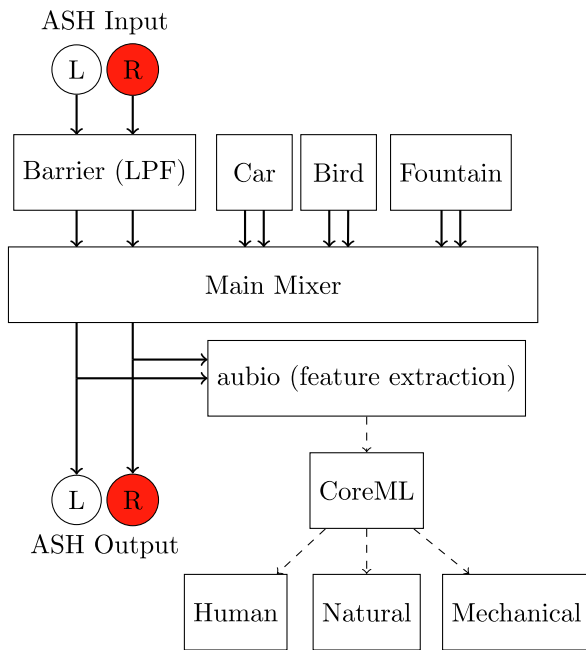 ASH Input
L R
Barrier (LPF) Car Bird Fountain
Main Mixer
aubio (feature extraction)
CoreML
L R
ASH Output
Human Natural Mechanical